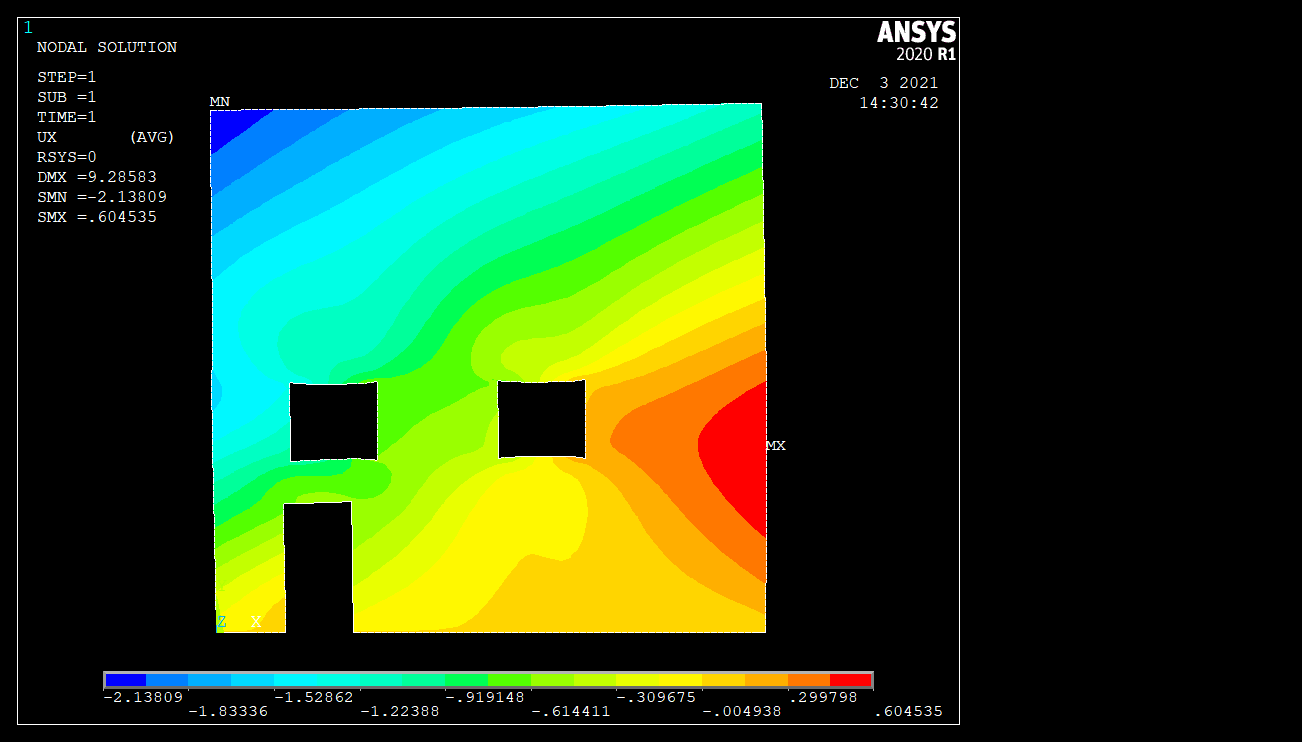 1
NODAL SOLUTION
STEP=1
SUB =1
TIME=1
UX (AVG)
RSYS=0
DMX =9.28583
SMN =-2.13809
SMX =.604535
ANSYS
2020 R1
DEC 3 2021
14:30:42
MN
MX
Z X
-2.13809 -1.52862 -.919148 -.309675 .299798
-1.83336 -1.22388 -.614411 -.004938 .604535